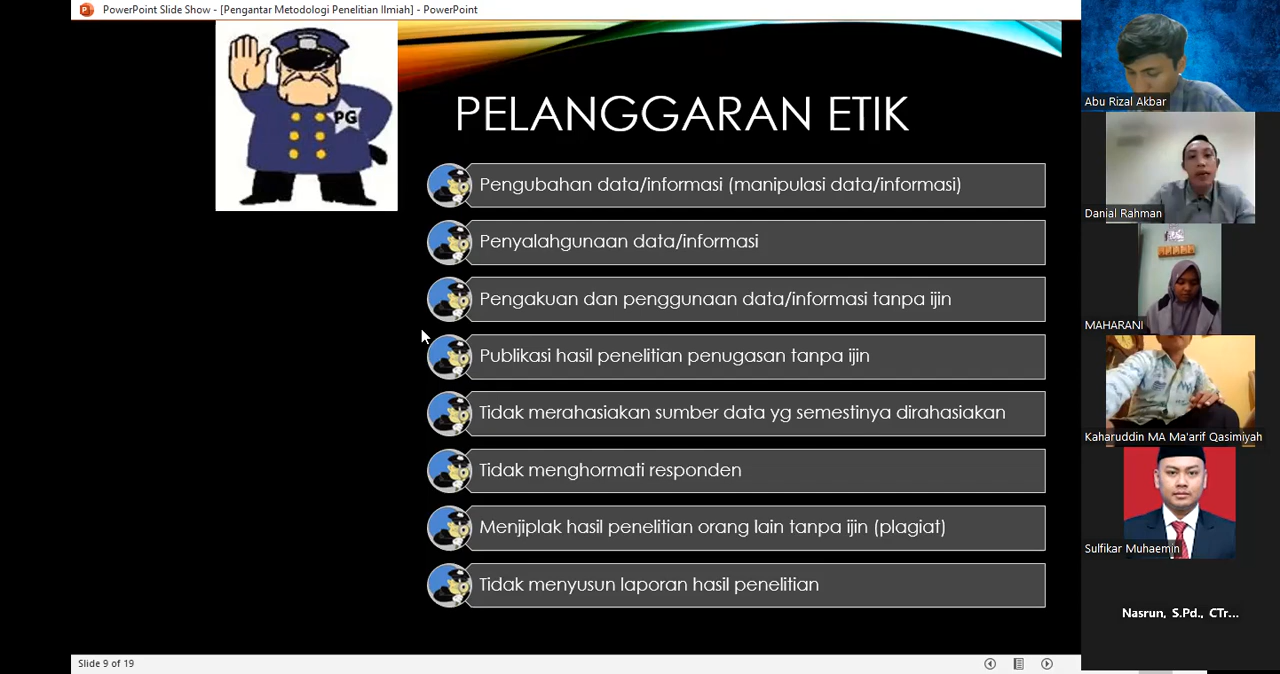 PowerPoint Slide Show - [Pengantar Metodologi Penelitian Ilmiah] - PowerPoint
PG
PELANGGARAN ETIK
Pengubahan data/informasi (manipulasi data/informasi)
Penyalahgunaan data/informasi
Pengakuan dan penggunaan data/informasi tanpa ijin
Publikasi hasil penelitian penugasan tanpa ijin
Tidak merahasiakan sumber data yg semestinya dirahasiakan
Tidak menghormati responden
Menjiplak hasil penelitian orang lain tanpa ijin (plagiat)
Tidak menyusun laporan hasil penelitian
Slide 9 of 19
Abu Rizal Akbar
Danial Rahman
MAHARANI
Kaharuddin MA Ma'arif Qasimiyah
Sulfikar Muhaemin
Nasrun, S.Pd., CTr...